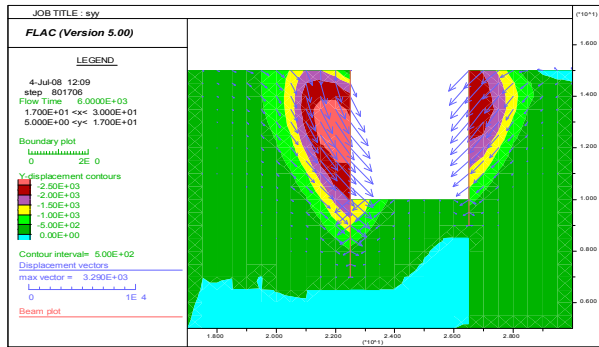 JOB TITLE : syy
FLAC (Version 5.00)
LEGEND
4-Jul-08 12:09
step 801706
Flow Time 6.0000E+03
1.700E+01 <x< 3.000E+01
5.000E+00 <y< 1.700E+01
Boundary plot
0 2E 0
Y-displacement contours
-2.50E+03
-2.00E+03
-1.50E+03
-1.00E+03
-5.00E+02
0.00E+00
Contour interval= 5.00E+02
Displacement vectors
max vector = 3.290E+03
0 1E 4
Beam plot
(*10^1)
1.600
1.400
1.200
1.000
0.800
0.600
1.800 2.000 2.200 2.400 2.600 2.800
(*10^1)